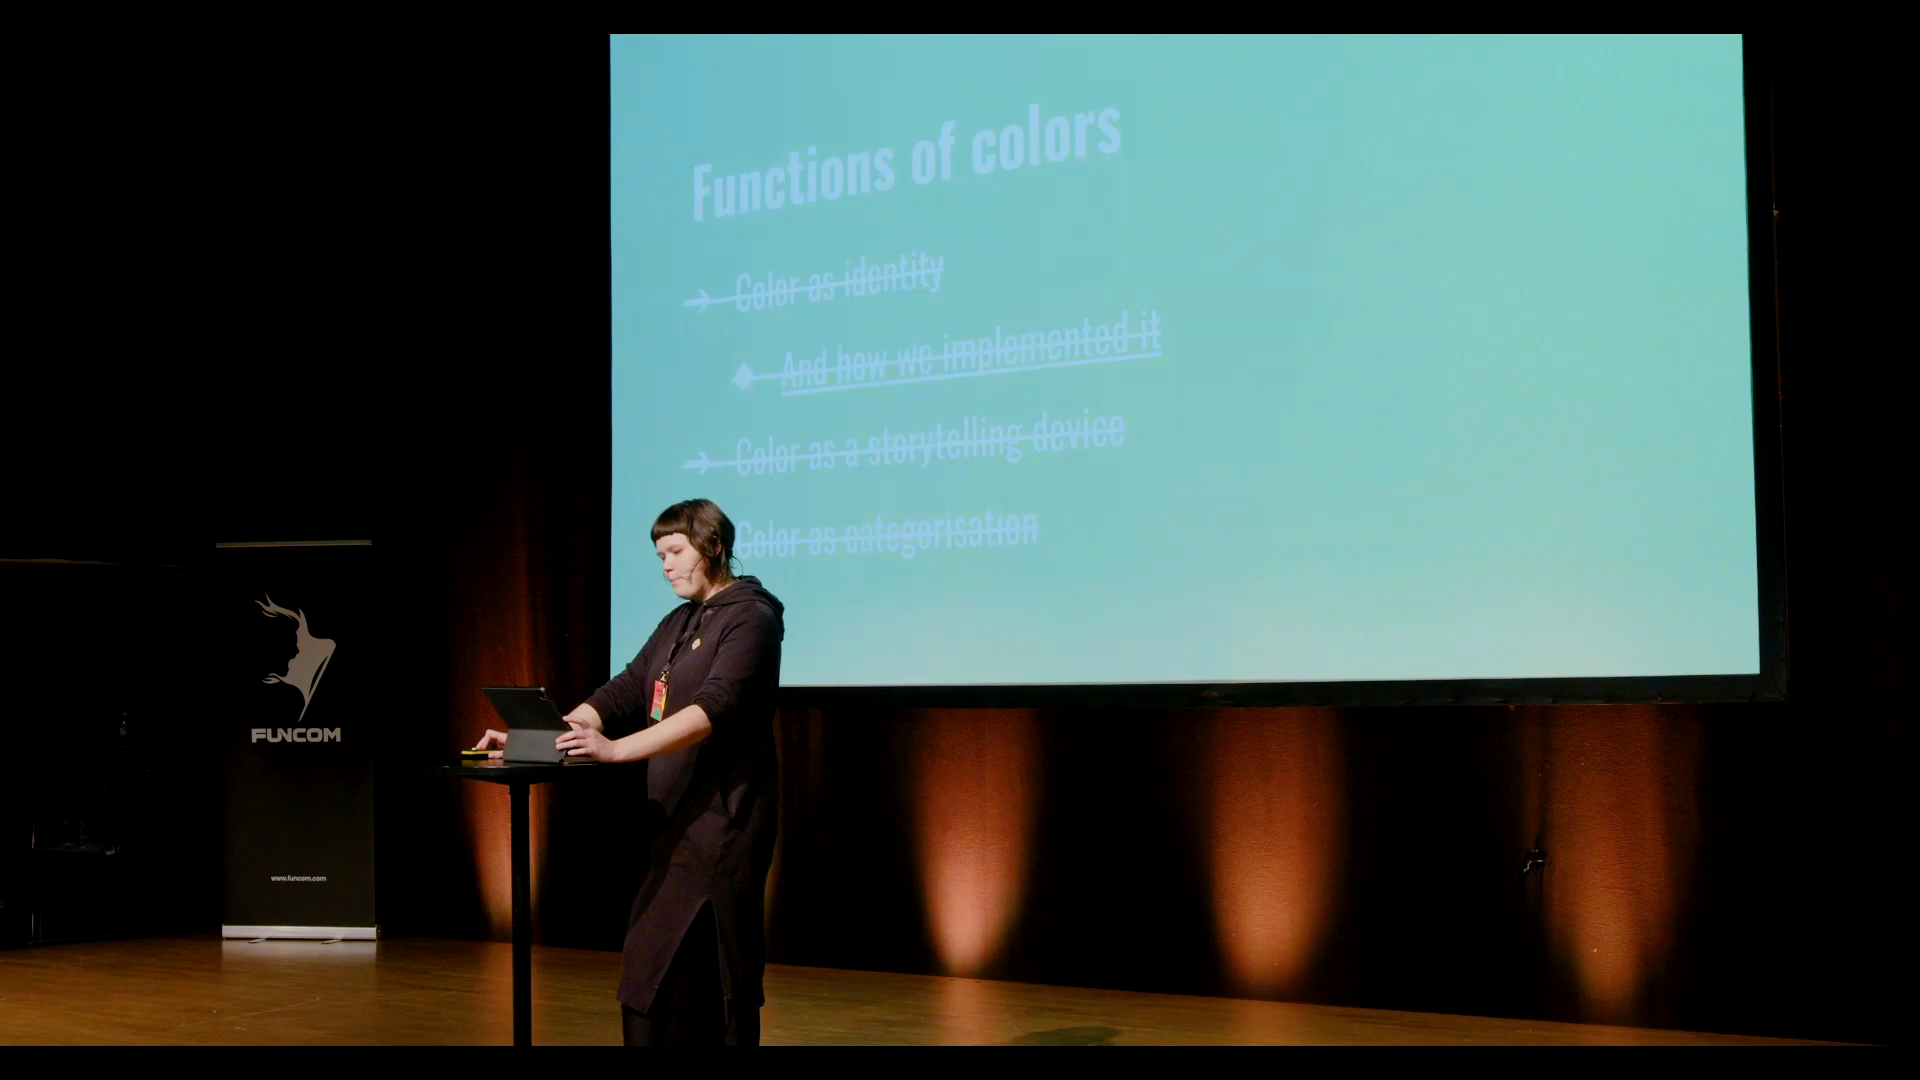 Functions of colors
Color as identity
And how we implemented it
Color as a storytelling device
Color as categorisation
FUNCOM
www.funcom.com